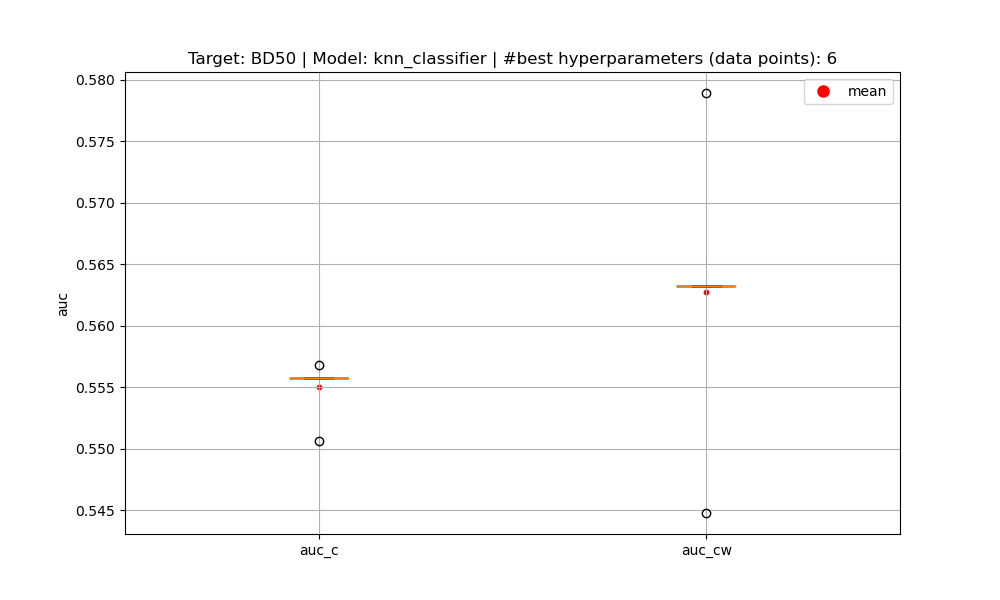 Target: BD50 | Model: knn_classifier | #best hyperparameters (data points): 6
mean
0.580
0.575
0.570
0.565
0.560
0.555
0.550
0.545
auc
auc_c
auc_cw